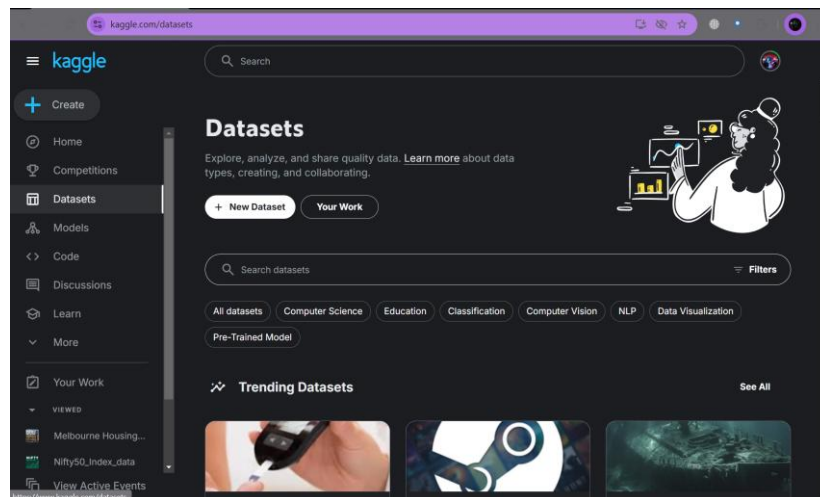 kaggle.com/datasets
kaggle
Search
Create
Home
Competitions
Datasets
Models
Code
Discussions
Learn
More
Your Work
VIEWED
Melbourne Housing...
Nifty50_Index_data
View Active Events
Datasets
Explore, analyze, and share quality data. Learn more about data
types, creating, and collaborating.
+ New Dataset
Your Work
Search datasets
Filters
All datasets
Computer Science
Education
Classification
Computer Vision
NLP
Data Visualization
Pre-Trained Model
Trending Datasets
See All